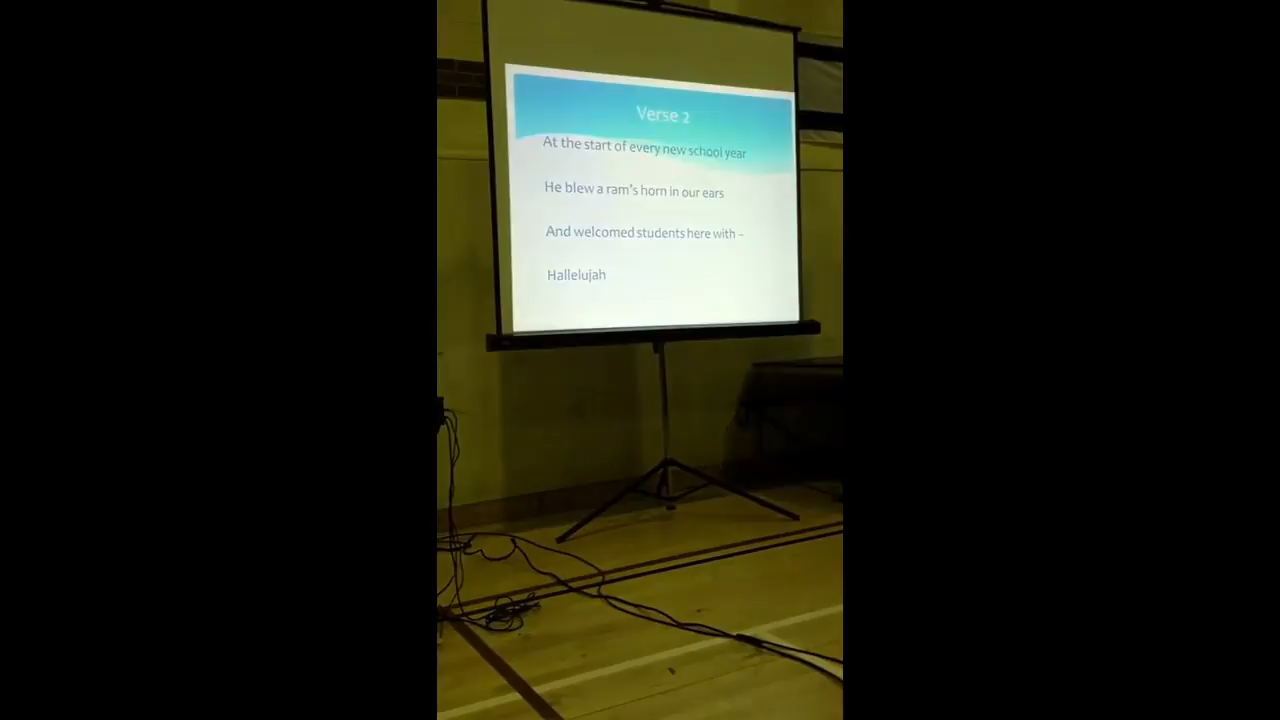 Verse 2
At the start of every new school year
He blew a ram's horn in our ears
And welcomed students here with –
Hallelujah